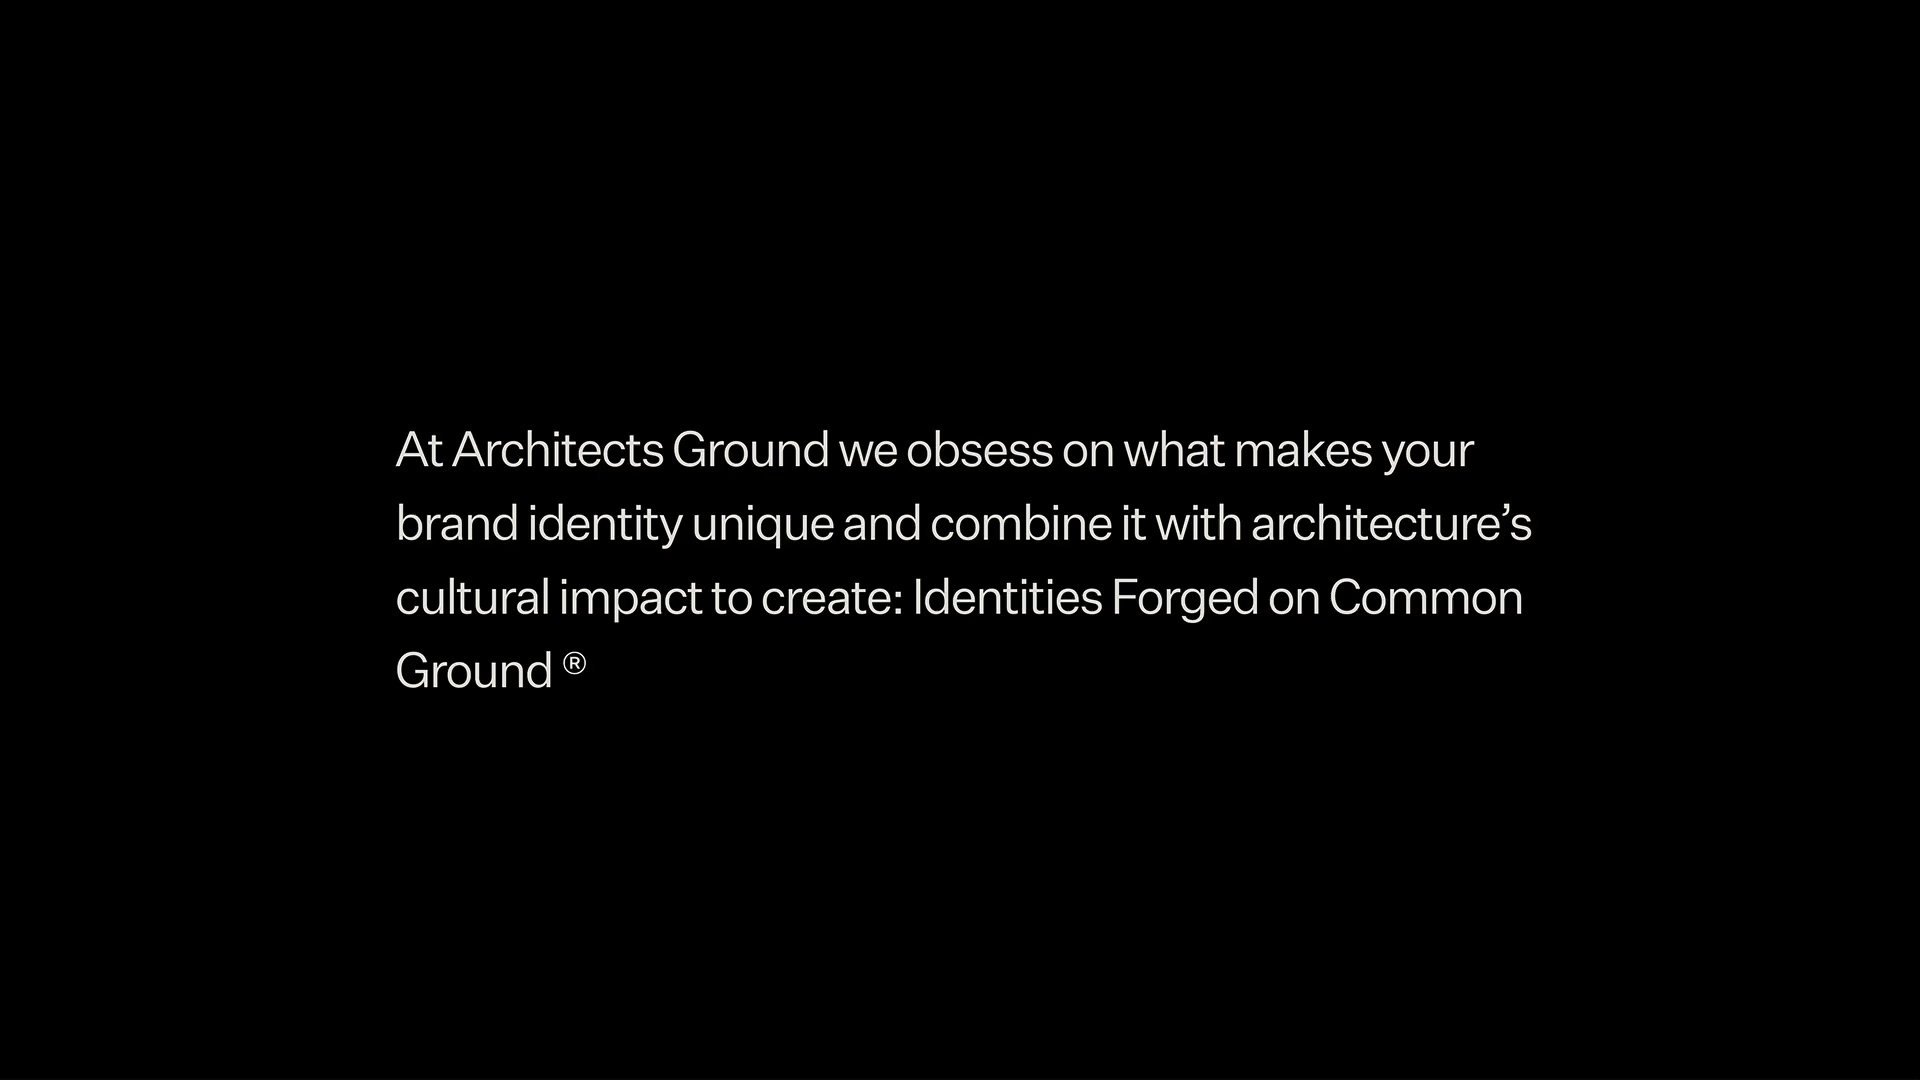 At Architects Ground we obsess on what makes your
brand identity unique and combine it with architecture’s
cultural impact to create: Identities Forged on Common
Ground ®